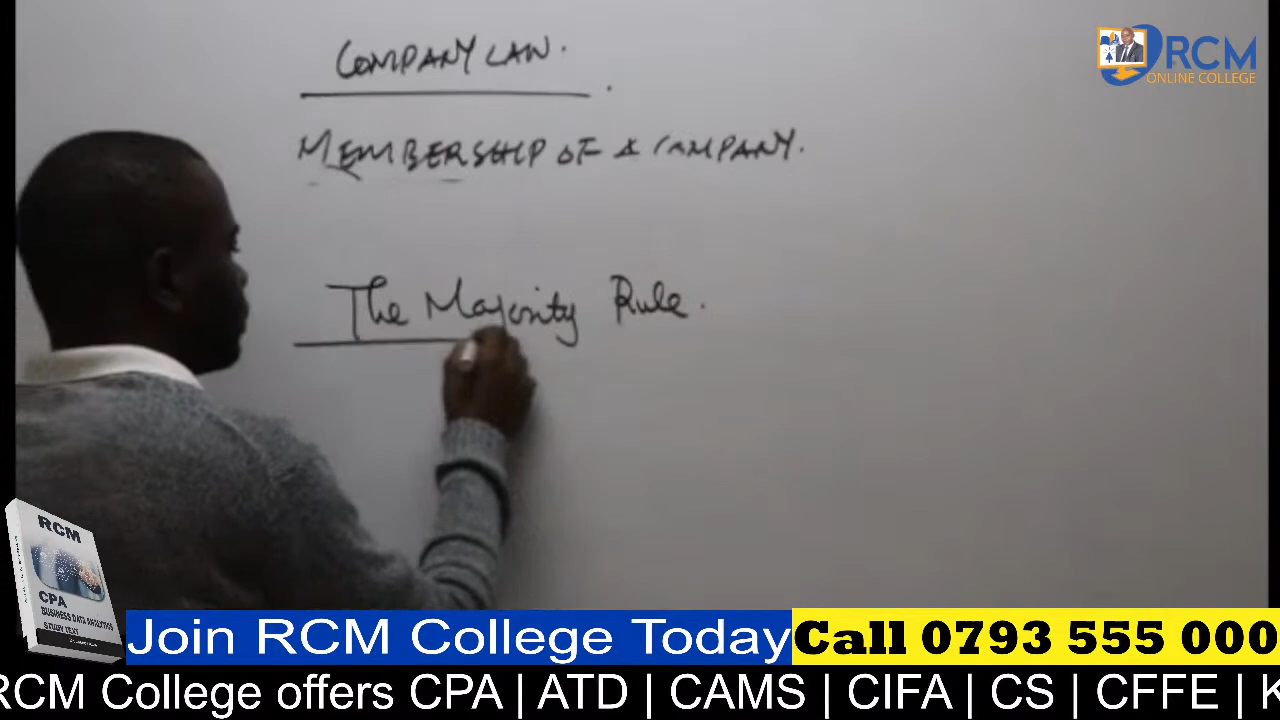 COMPANY LAW.
RCM
ONLINE COLLEGE
MEMBERSHIP OF A COMPANY.
The Majority Rule.
RCM
CPA
BUSINESS DATA ANALYTICS
STUDY TEXT
Join RCM College Today Call 0793 555 000
RCM College offers CPA | ATD | CAMS | CIFA | CS | CFFE | K